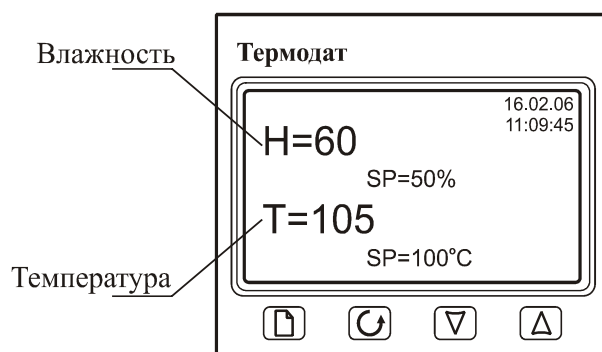 Влажность
Термодат
16.02.06
11:09:45
H=60
SP=50%
T=105
SP=100°C
Температура